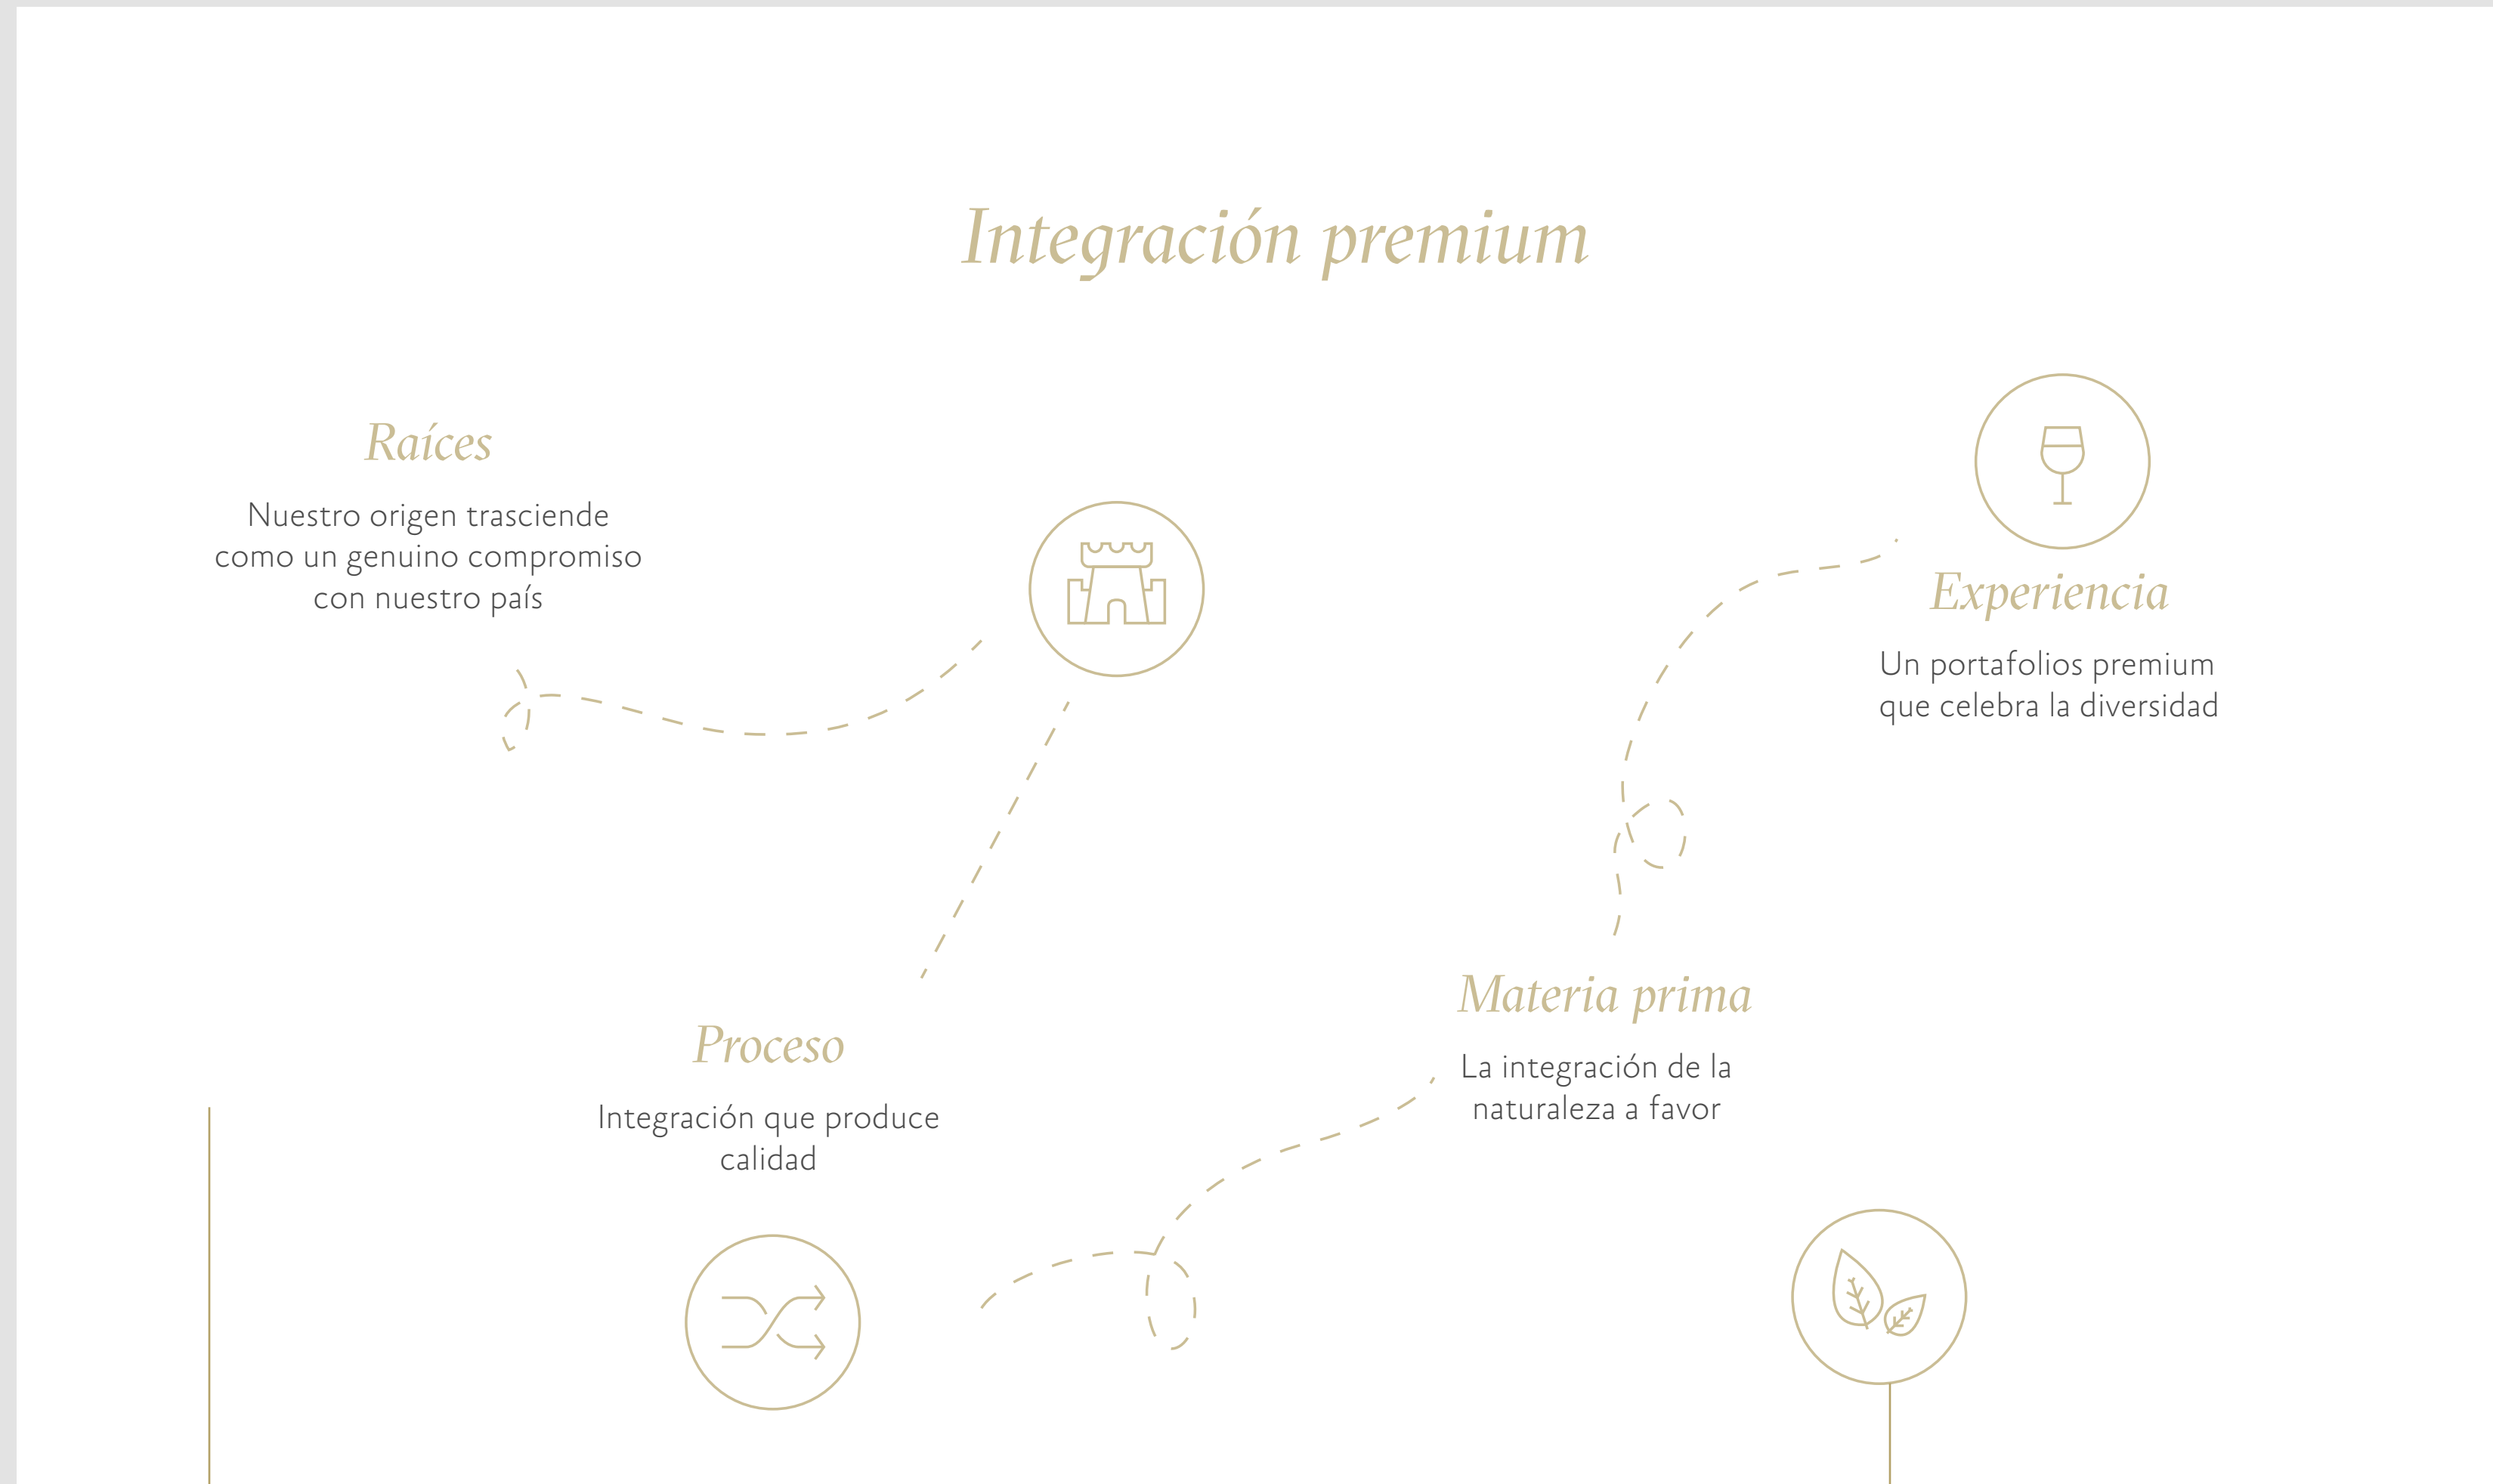 Integración premium
Raíces
Nuestro origen trasciende
como un genuino compromiso
con nuestro país
Experiencia
Un portafolios premium
que celebra la diversidad
Proceso
Integración que produce
calidad
Materia prima
La integración de la
naturaleza a favor